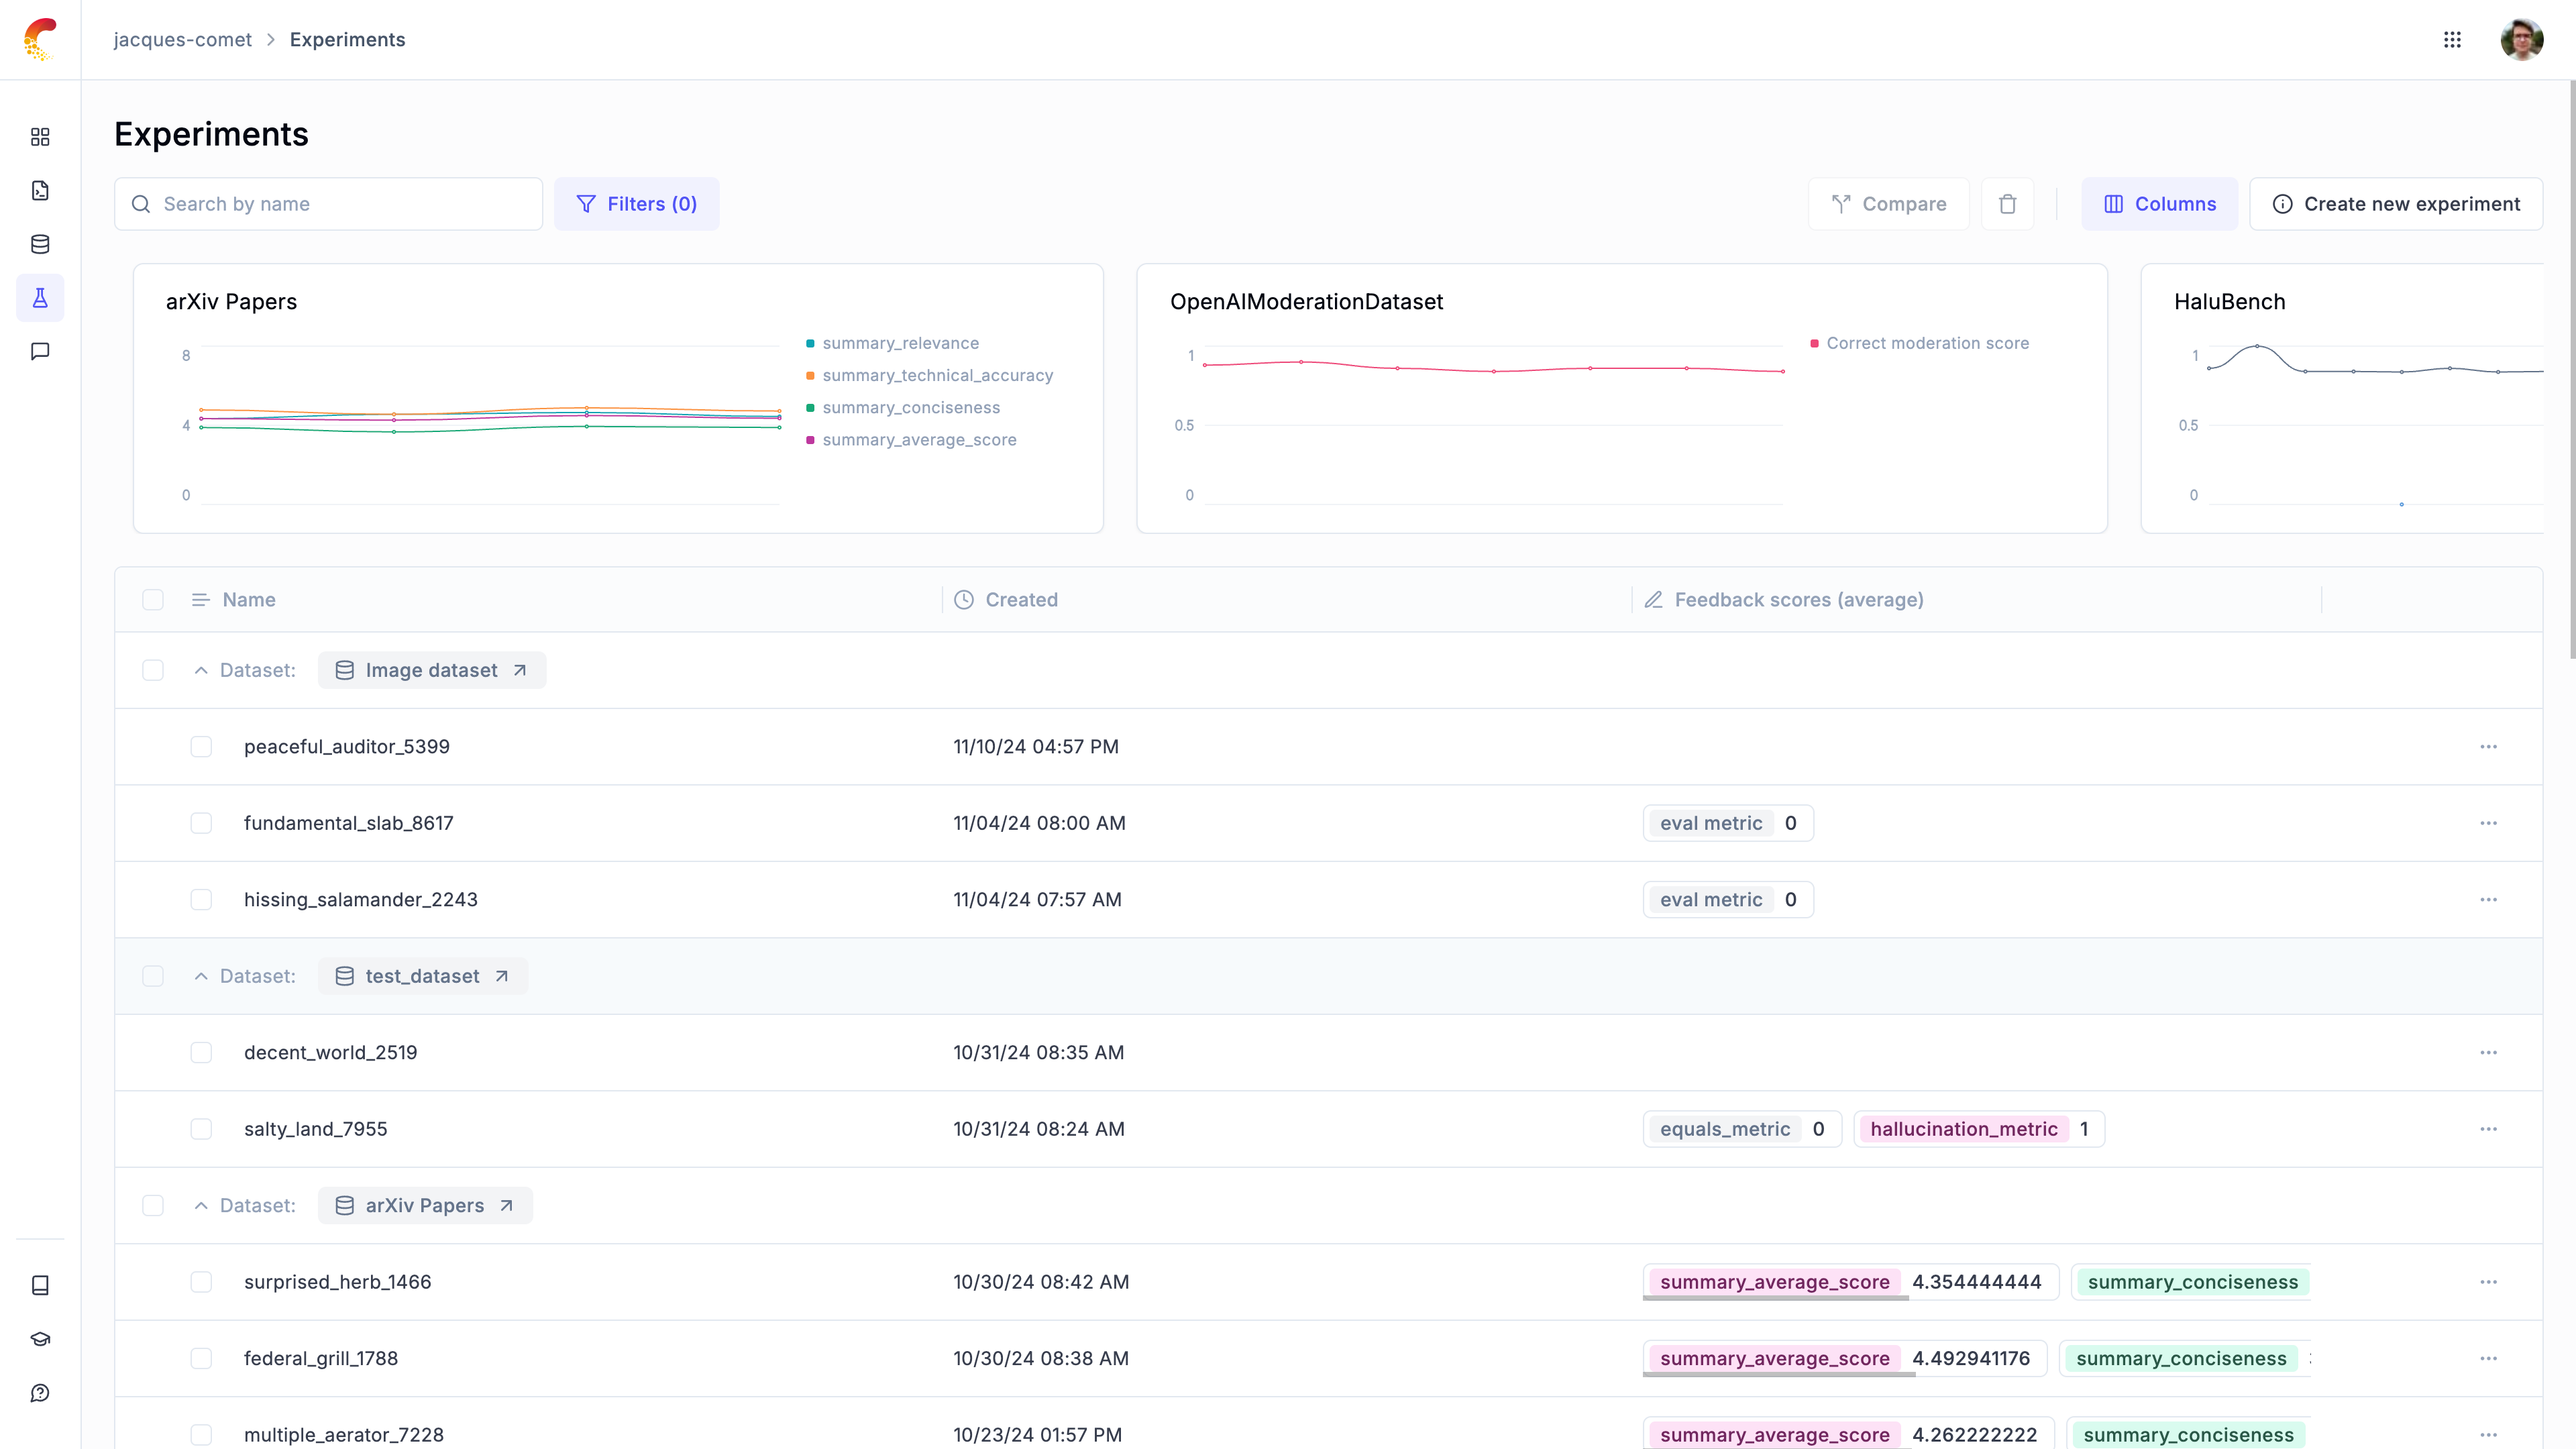 jacques-comet > Experiments
Experiments
Search by name
Filters (0)
Compare
Columns
Create new experiment
arXiv Papers
8
4
0
summary_relevance
summary_technical_accuracy
summary_conciseness
summary_average_score
OpenAIModerationDataset
1
0.5
0
Correct moderation score
HaluBench
1
0.5
0
Name Created Feedback scores (average)
Dataset: Image dataset
peaceful_auditor_5399 11/10/24 04:57 PM
fundamental_slab_8617 11/04/24 08:00 AM eval metric 0
hissing_salamander_2243 11/04/24 07:57 AM eval metric 0
Dataset: test_dataset
decent_world_2519 10/31/24 08:35 AM
salty_land_7955 10/31/24 08:24 AM equals_metric 0 hallucination_metric 1
Dataset: arXiv Papers
surprised_herb_1466 10/30/24 08:42 AM summary_average_score 4.354444444 summary_conciseness
federal_grill_1788 10/30/24 08:38 AM summary_average_score 4.492941176 summary_conciseness
multiple_aerator_7228 10/23/24 01:57 PM summary_average_score 4.262222222 summary_conciseness